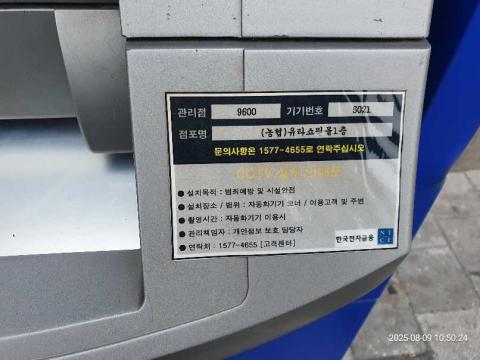 관리점 9600 기기번호 5021
점포명 (농협)유라쇼핑몰1층
문의사항은 1577-4655로 연락주십시오
CCTV 설치 안내문
● 설치목적 : 범죄예방 및 시설안전
● 설치장소 / 범위 : 자동화기기 코너 / 이용고객 및 주변
● 촬영시간 : 자동화기기 이용시
● 관리책임자 : 개인정보 보호 담당자
● 연락처 : 1577-4655 [고객센터]
한국전자금융 NICE
2025-08-09 10:50:24